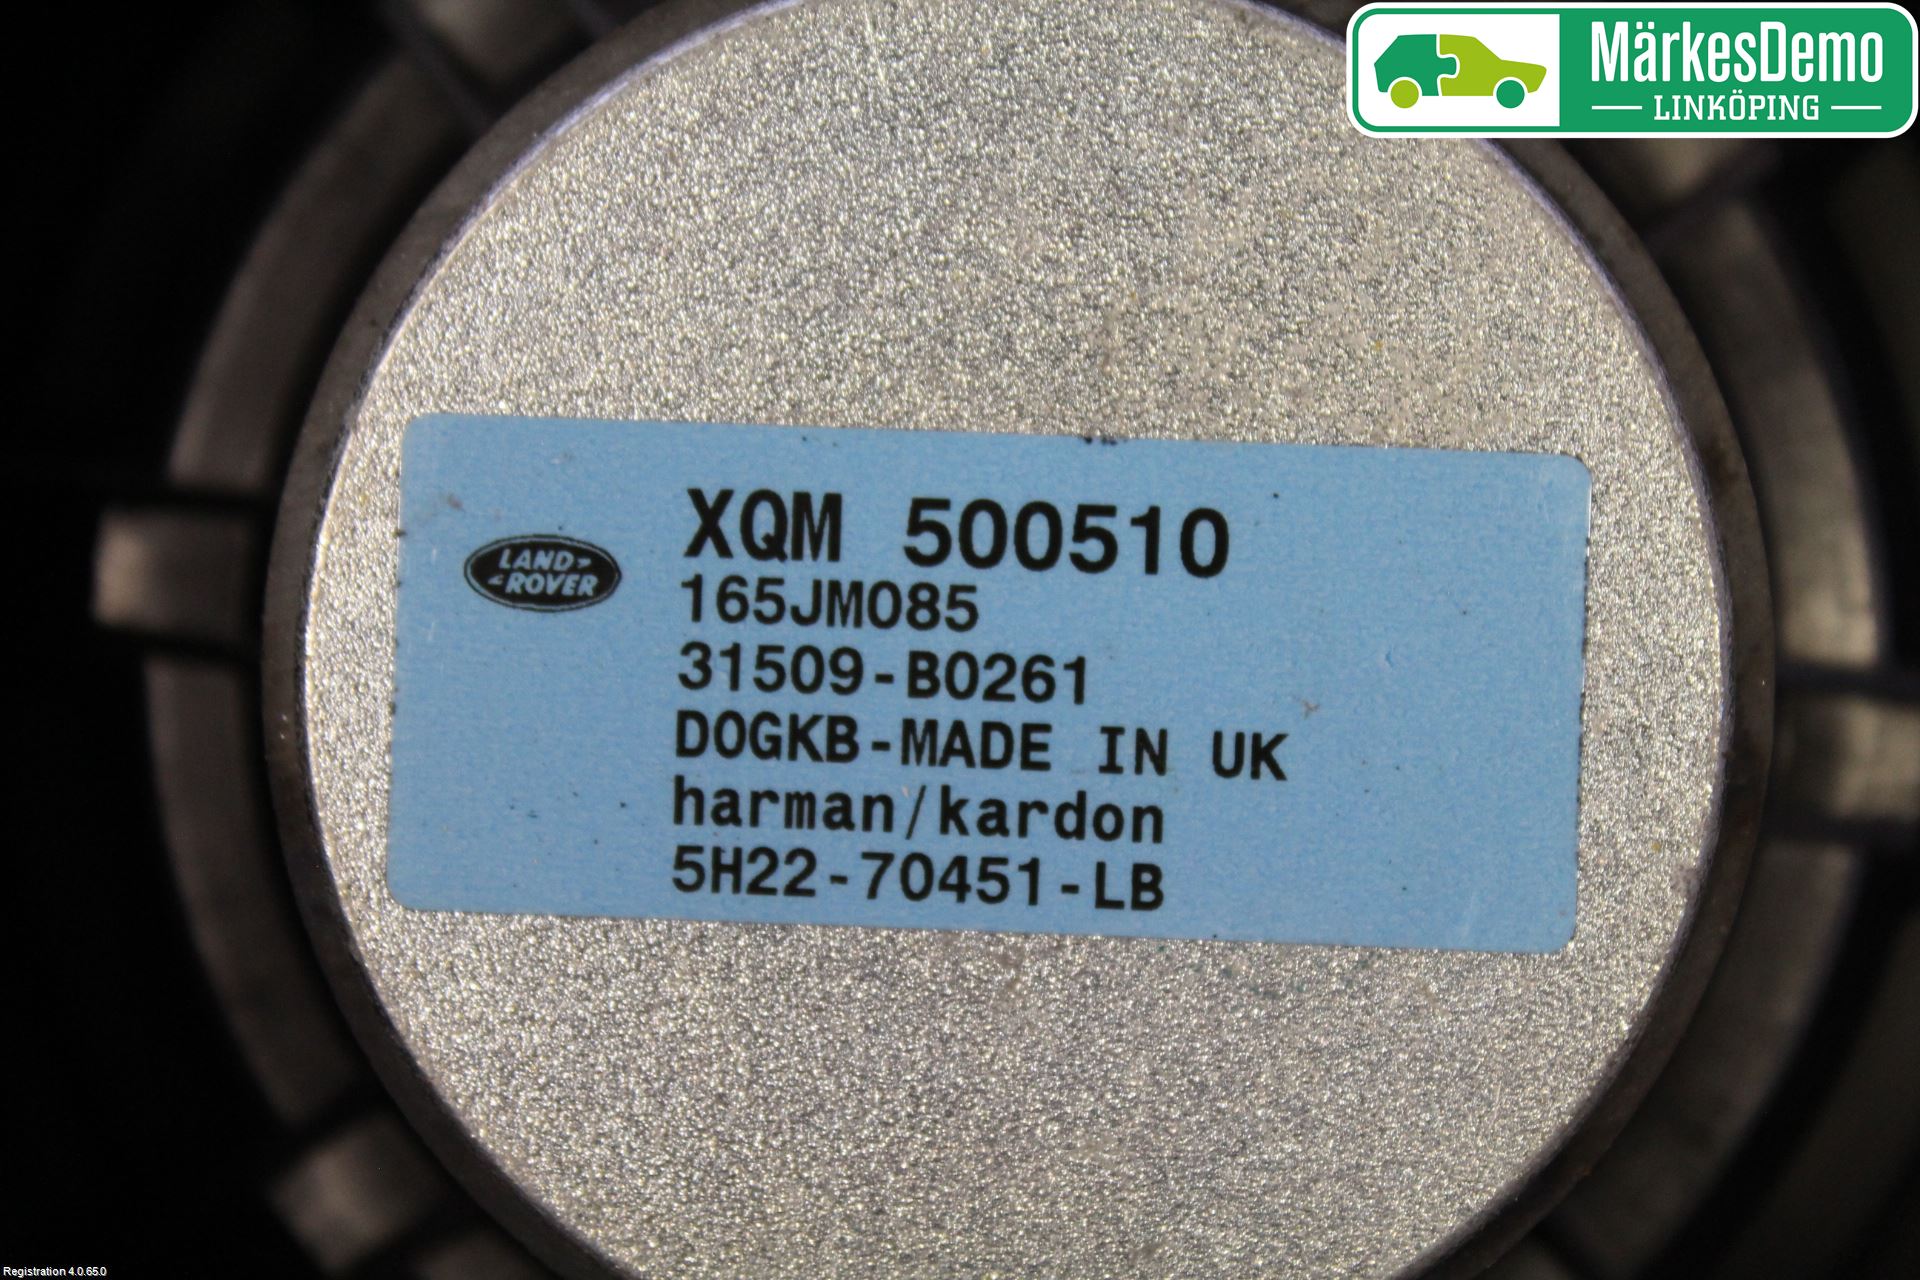 MärkesDemo
LINKÖPING
LAND
ROVER
XQM 500510
165JM085
31509-B0261
D0GKB-MADE IN UK
harman/kardon
5H22-70451-LB
Registration 4.0.65.0